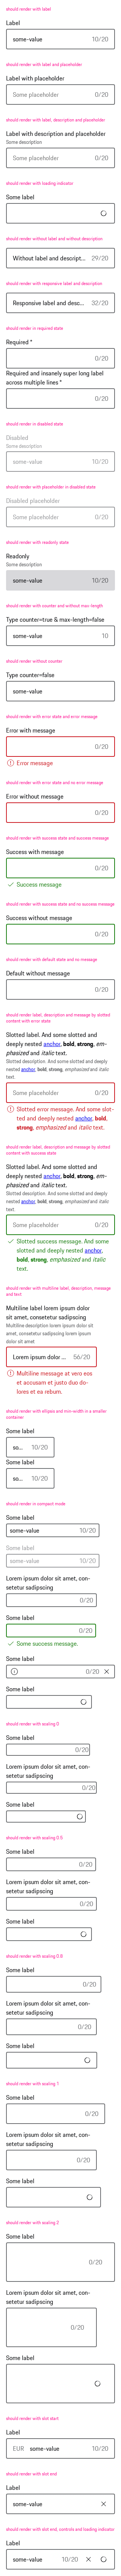 should render with label
Label
some-value 10/20
should render with label and placeholder
Label with placeholder
Some placeholder 0/20
should render with label, description and placeholder
Label with description and placeholder
Some description
Some placeholder 0/20
should render with loading indicator
Some label
should render without label and without description
Without label and descript... 29/20
should render with responsive label and description
Responsive label and desc... 32/20
should render in required state
Required *
0/20
Required and insanely super long label
across multiple lines *
0/20
should render in disabled state
Disabled
Some description
some-value 10/20
should render with placeholder in disabled state
Disabled placeholder
Some placeholder 0/20
should render with readonly state
Readonly
Some description
some-value 10/20
should render with counter and without max-length
Type counter=true & max-length=false
some-value 10
should render without counter
Type counter=false
some-value
should render with error state and error message
Error with message
0/20
Error message
should render with error state and no error message
Error without message
0/20
should render with success state and success message
Success with message
0/20
Success message
should render with success state and no success message
Success without message
0/20
should render with default state and no message
Default without message
0/20
should render label, description and message by slotted
content with error state
Slotted label. And some slotted and
deeply nested anchor, bold, strong, em-
phasized and italic text.
Slotted description. And some slotted and deeply
nested anchor, bold, strong, emphasized and italic
text.
Some placeholder 0/20
Slotted error message. And some slot-
ted and deeply nested anchor, bold,
strong, emphasized and italic text.
should render label, description and message by slotted
content with success state
Slotted label. And some slotted and
deeply nested anchor, bold, strong, em-
phasized and italic text.
Slotted description. And some slotted and deeply
nested anchor, bold, strong, emphasized and italic
text.
Some placeholder 0/20
Slotted success message. And some
slotted and deeply nested anchor,
bold, strong, emphasized and italic
text.
should render with multiline label, description, message
and text
Multiline label lorem ipsum dolor
sit amet, consetetur sadipscing
Multiline description lorem ipsum dolor sit
amet, consetetur sadipscing lorem ipsum
dolor sit amet
Lorem ipsum dolor ... 56/20
Multiline message at vero eos
et accusam et justo duo do-
lores et ea rebum.
should render with ellipsis and min-width in a smaller
container
Some label
so... 10/20
Some label
so... 10/20
should render in compact mode
Some label
some-value 10/20
Some label
some-value 10/20
Lorem ipsum dolor sit amet, con-
setetur sadipscing
0/20
Some label
0/20
Some success message.
Some label
0/20
Some label
should render with scaling 0
Some label
0/20
Lorem ipsum dolor sit amet, con-
setetur sadipscing
0/20
Some label
should render with scaling 0.5
Some label
0/20
Lorem ipsum dolor sit amet, con-
setetur sadipscing
0/20
Some label
should render with scaling 0.8
Some label
0/20
Lorem ipsum dolor sit amet, con-
setetur sadipscing
0/20
Some label
should render with scaling 1
Some label
0/20
Lorem ipsum dolor sit amet, con-
setetur sadipscing
0/20
Some label
should render with scaling 2
Some label
0/20
Lorem ipsum dolor sit amet, con-
setetur sadipscing
0/20
Some label
should render with slot start
Label
EUR some-value 10/20
should render with slot end
Label
some-value
should render with slot end, controls and loading indicator
Label
some-value 10/20